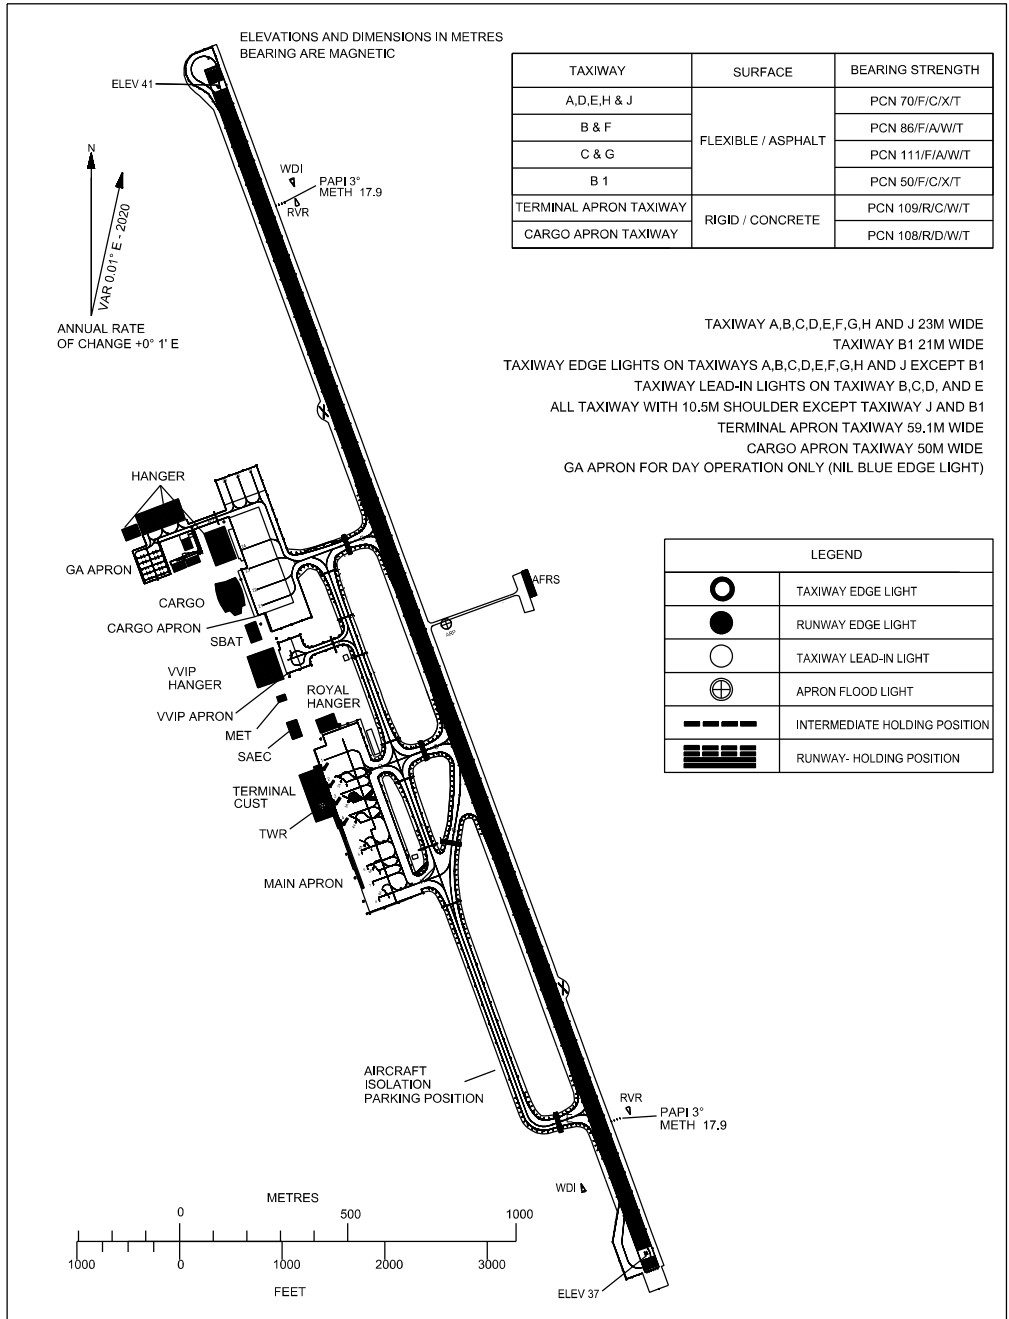 ELEVATIONS AND DIMENSIONS IN METRES
BEARING ARE MAGNETIC
ELEV 41
TAXIWAY SURFACE BEARING STRENGTH
A,D,E,H & J PCN 70/F/C/X/T
B & F PCN 86/F/A/W/T
FLEXIBLE / ASPHALT
C & G PCN 111/F/A/W/T
B 1 PCN 50/F/C/X/T
TERMINAL APRON TAXIWAY PCN 109/R/C/W/T
RIGID / CONCRETE
CARGO APRON TAXIWAY PCN 108/R/D/W/T
N
VAR 0.01° E - 2020
ANNUAL RATE
OF CHANGE +0° 1' E
WDI
PAPI 3°
METH 17.9
RVR
TAXIWAY A,B,C,D,E,F,G,H AND J 23M WIDE
TAXIWAY B1 21M WIDE
TAXIWAY EDGE LIGHTS ON TAXIWAYS A,B,C,D,E,F,G,H AND J EXCEPT B1
TAXIWAY LEAD-IN LIGHTS ON TAXIWAY B,C,D, AND E
ALL TAXIWAY WITH 10.5M SHOULDER EXCEPT TAXIWAY J AND B1
TERMINAL APRON TAXIWAY 59.1M WIDE
CARGO APRON TAXIWAY 50M WIDE
GA APRON FOR DAY OPERATION ONLY (NIL BLUE EDGE LIGHT)
HANGER
GA APRON
CARGO
CARGO APRON
SBAT
VVIP
HANGER
VVIP APRON
MET
SAEC
ROYAL
HANGER
TERMINAL
CUST
TWR
MAIN APRON
AFRS
ARP
LEGEND
TAXIWAY EDGE LIGHT
RUNWAY EDGE LIGHT
TAXIWAY LEAD-IN LIGHT
APRON FLOOD LIGHT
INTERMEDIATE HOLDING POSITION
RUNWAY- HOLDING POSITION
AIRCRAFT
ISOLATION
PARKING POSITION
RVR
PAPI 3°
METH 17.9
WDI
METRES
0 500 1000
1000 0 1000 2000 3000
FEET
ELEV 37